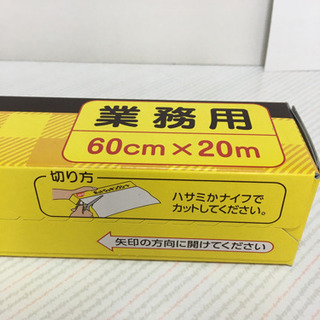 業務用
60cm×20m
切り方
ハサミかナイフで
カットしてください。
矢印の方向に開けてください